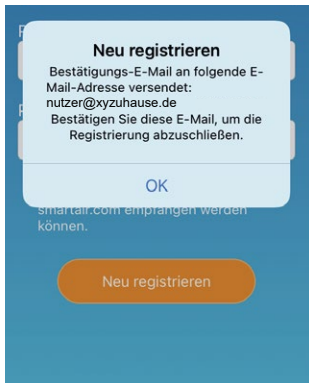 Neu registrieren
Bestätigungs-E-Mail an folgende E-
Mail-Adresse versendet:
nutzer@xyzuhause.de
Bestätigen Sie diese E-Mail, um die
Registrierung abzuschließen.
OK
smartair.com empfangen werden
können.
Neu registrieren